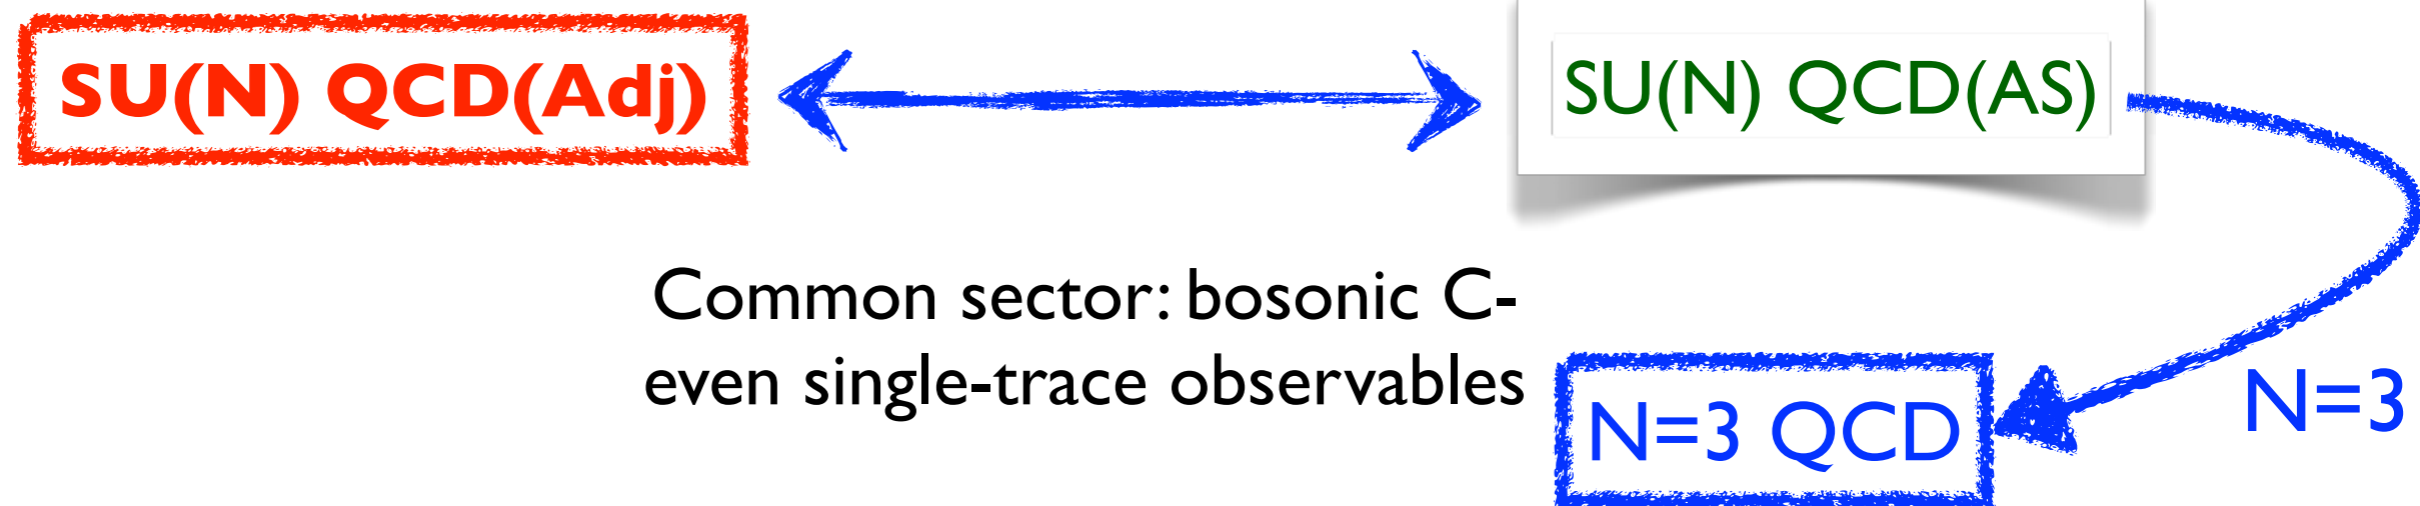 SU(N) QCD(Adj)
SU(N) QCD(AS)
Common sector: bosonic C-
even single-trace observables
N=3 QCD
N=3